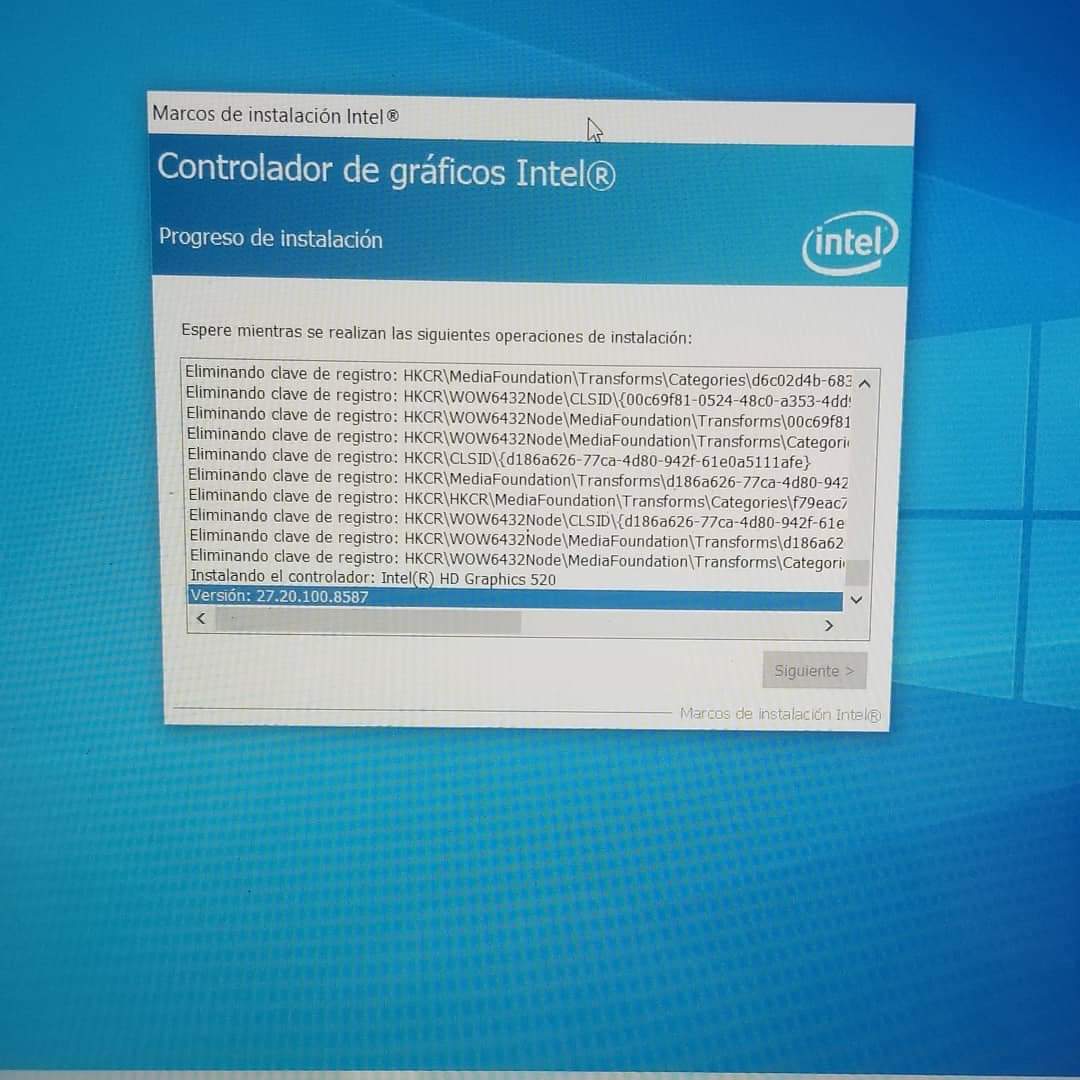 Marcos de instalación Intel®
Controlador de gráficos Intel®
Progreso de instalación
intel
Espere mientras se realizan las siguientes operaciones de instalación:
Eliminando clave de registro: HKCR\MediaFoundation\Transforms\Categories\d6c02d4b-683
Eliminando clave de registro: HKCR\WOW6432Node\CLSID\{00c69f81-0524-48c0-a353-4dd9
Eliminando clave de registro: HKCR\WOW6432Node\MediaFoundation\Transforms\00c69f81
Eliminando clave de registro: HKCR\WOW6432Node\MediaFoundation\Transforms\Categori
Eliminando clave de registro: HKCR\CLSID\{d186a626-77ca-4d80-942f-61e0a5111afe}
Eliminando clave de registro: HKCR\MediaFoundation\Transforms\d186a626-77ca-4d80-942
Eliminando clave de registro: HKCR\HKCR\MediaFoundation\Transforms\Categories\f79eac7
Eliminando clave de registro: HKCR\WOW6432Node\CLSID\{d186a626-77ca-4d80-942f-61e
Eliminando clave de registro: HKCR\WOW6432Node\MediaFoundation\Transforms\d186a62
Eliminando clave de registro: HKCR\WOW6432Node\MediaFoundation\Transforms\Categori
Instalando el controlador: Intel(R) HD Graphics 520
Versión: 27.20.100.8587
Siguiente >
Marcos de instalación Intel®